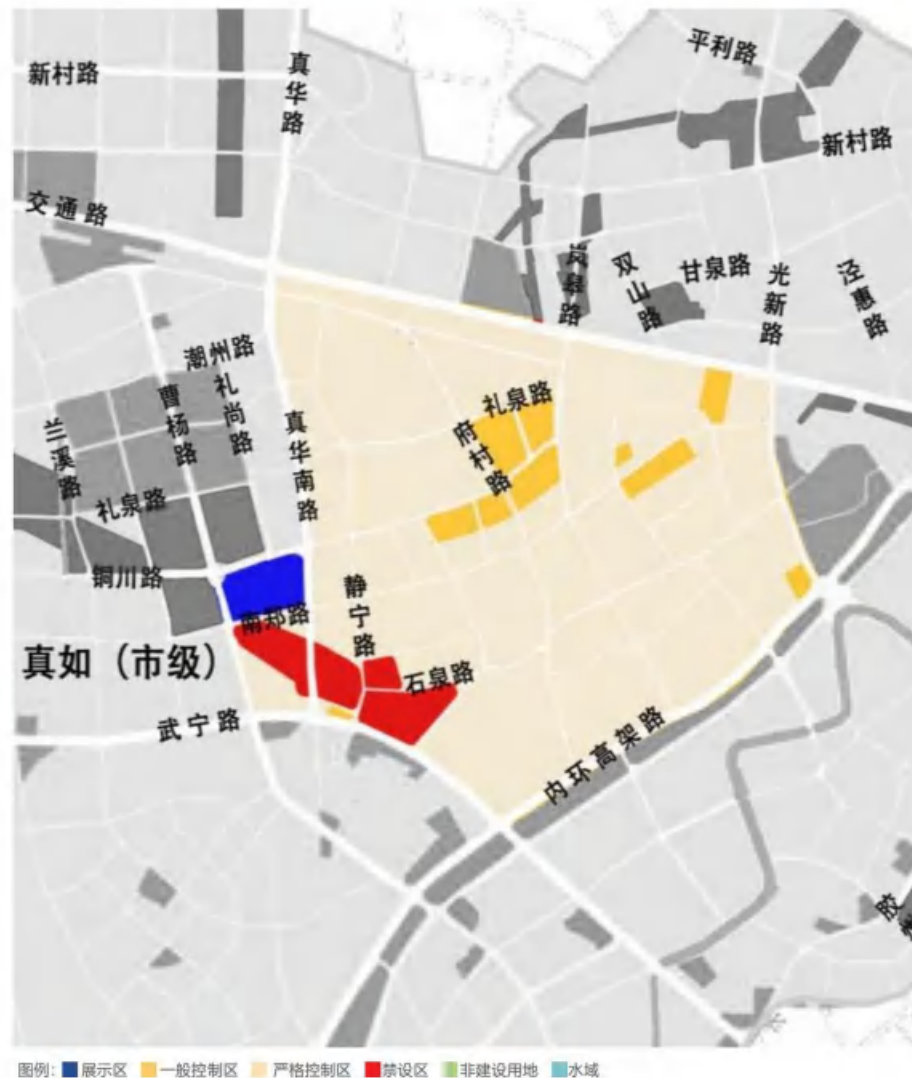 平利路
新村路
真华路
新村路
交通路
岚皋路
双山路
甘泉路
光新路
泾惠路
潮州路
兰溪路
曹杨路
礼尚路
真华南路
礼泉路
府村路
礼泉路
铜川路
静宁路
南郑路
真如（市级）
石泉路
武宁路
内环高架路
图例： 展示区 一般控制区 严格控制区 禁设区 非建设用地 水域